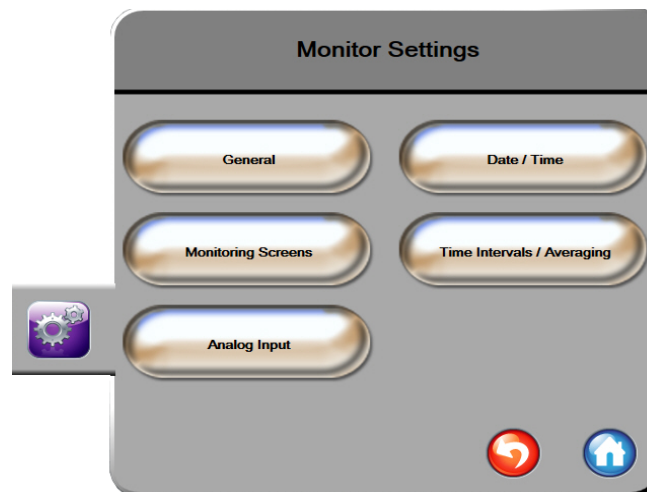 Monitor Settings
General
Date / Time
Monitoring Screens
Time Intervals / Averaging
Analog Input